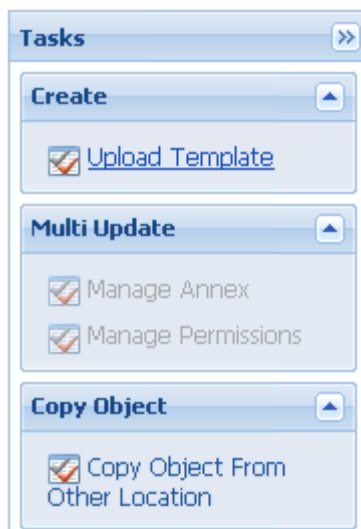 Tasks
Create
Upload Template
Multi Update
Manage Annex
Manage Permissions
Copy Object
Copy Object From
Other Location